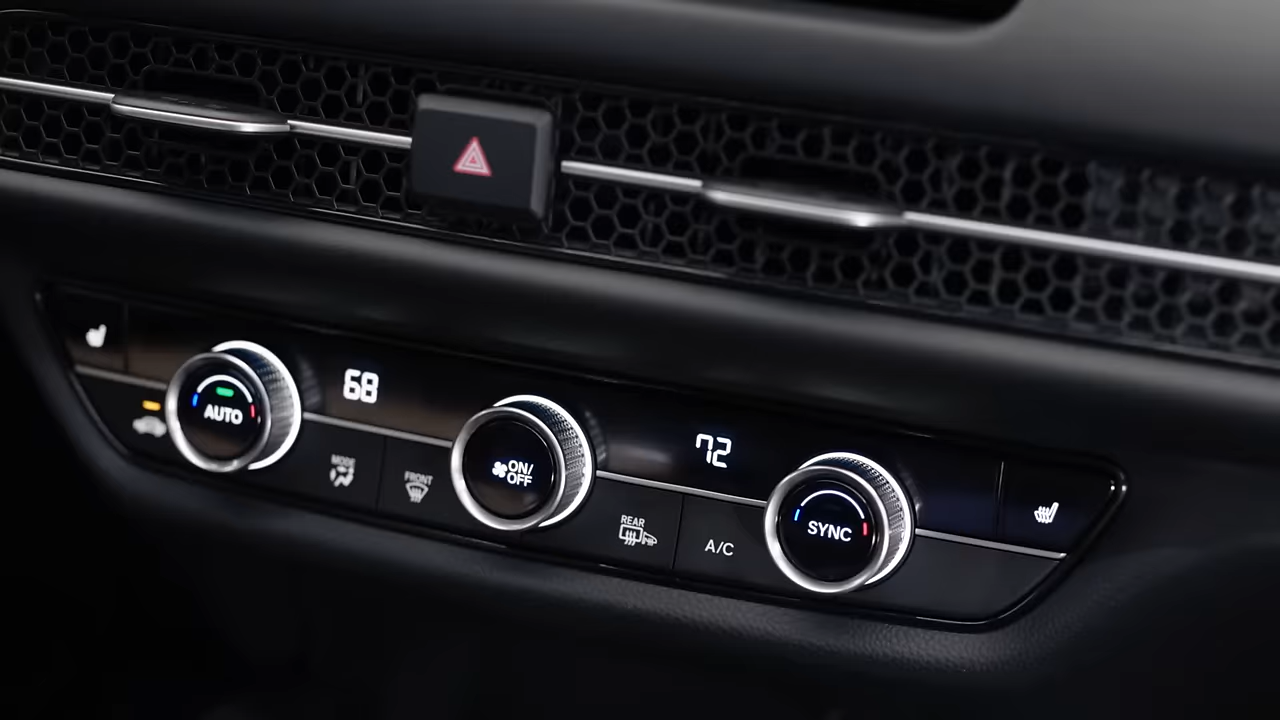 68
AUTO
72
MODE
FRONT
ON/
OFF
REAR
A/C
SYNC